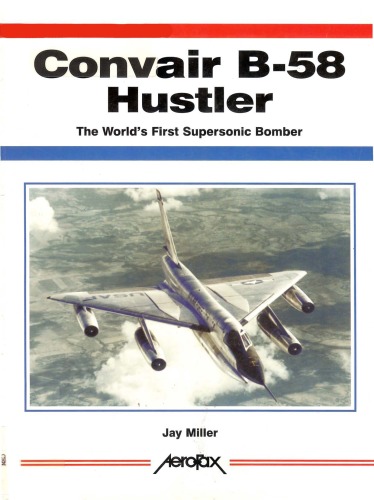 Convair B-58
Hustler
The World's First Supersonic Bomber
Jay Miller
AeroFax